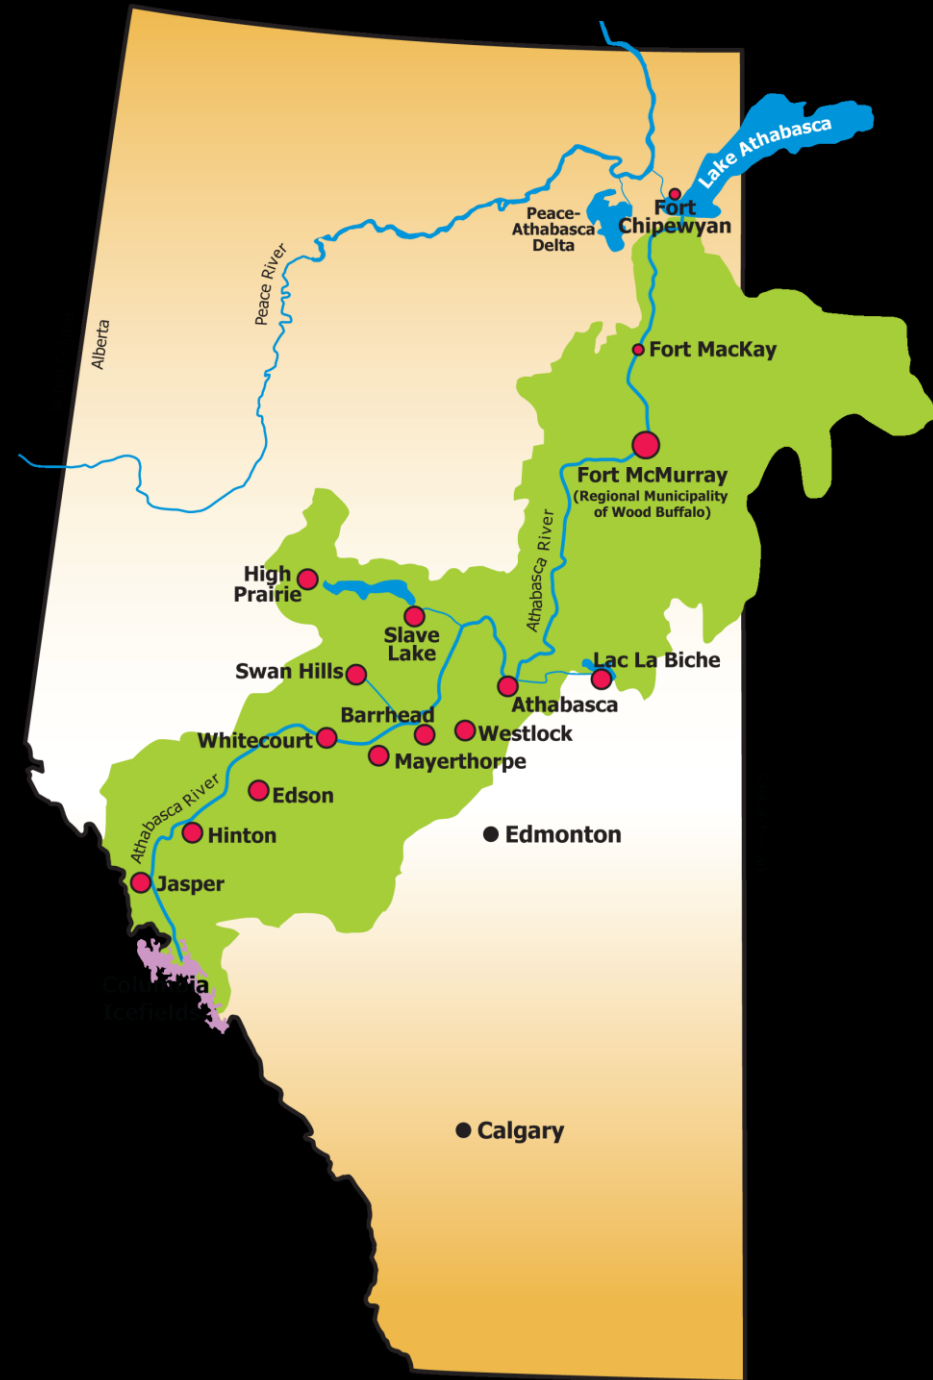 Lake Athabasca
Fort
Chipewyan
Peace-
Athabasca
Delta
Peace River
Alberta
Fort MacKay
Fort McMurray
(Regional Municipality
of Wood Buffalo)
Athabasca River
High
Prairie
Slave
Lake
Swan Hills
Lac La Biche
Athabasca
Barrhead
Westlock
Whitecourt
Mayerthorpe
Athabasca River
Edson
Hinton
Edmonton
Jasper
Columbia
Icefields
Calgary